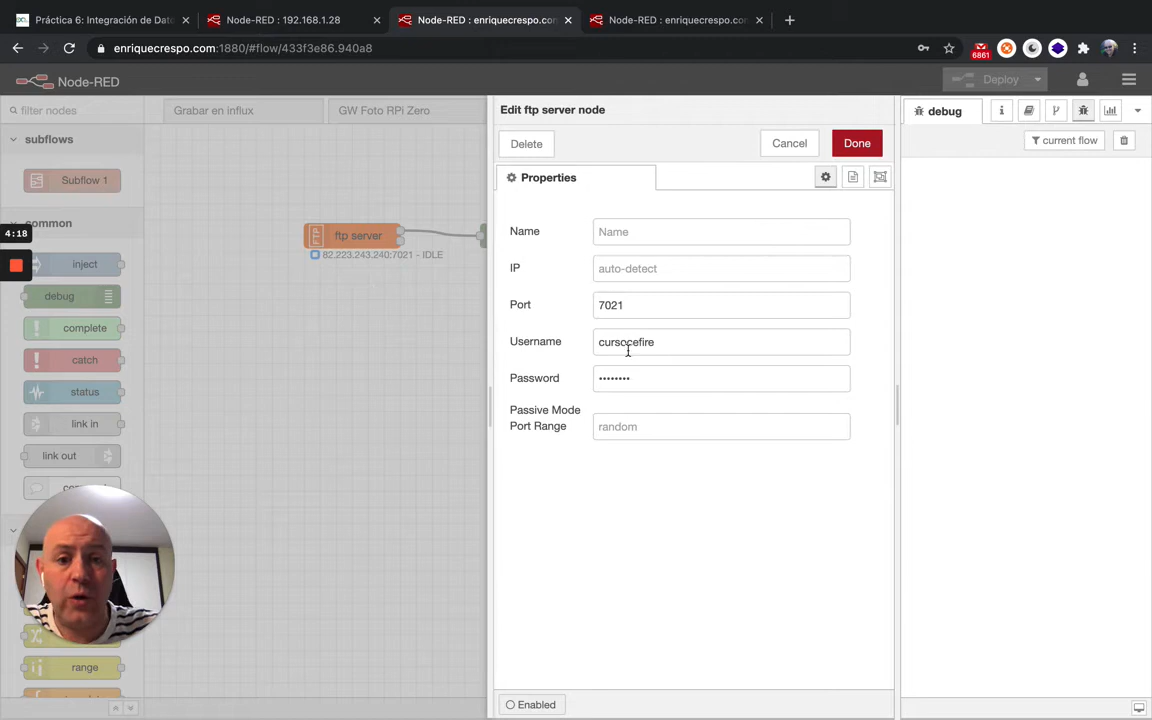 Práctica 6: Integración de Dato
Node-RED : 192.168.1.28
Node-RED : enriquecrespo.com
Node-RED : enriquecrespo.com
enriquecrespo.com:1880/#flow/433f3e86.940a8
6861
Node-RED
Deploy
filter nodes
Grabar en influx
GW Foto RPi Zero
Edit ftp server node
debug
subflows
Delete
Cancel
Done
current flow
Subflow 1
Properties
common
4:18
FTP
ftp server
82.223.243.240:7021 - IDLE
Name
Name
inject
IP
auto-detect
debug
Port
7021
complete
Username
cursocefire
catch
Password
••••••••
status
Passive Mode
Port Range
random
link in
link out
range
Enabled